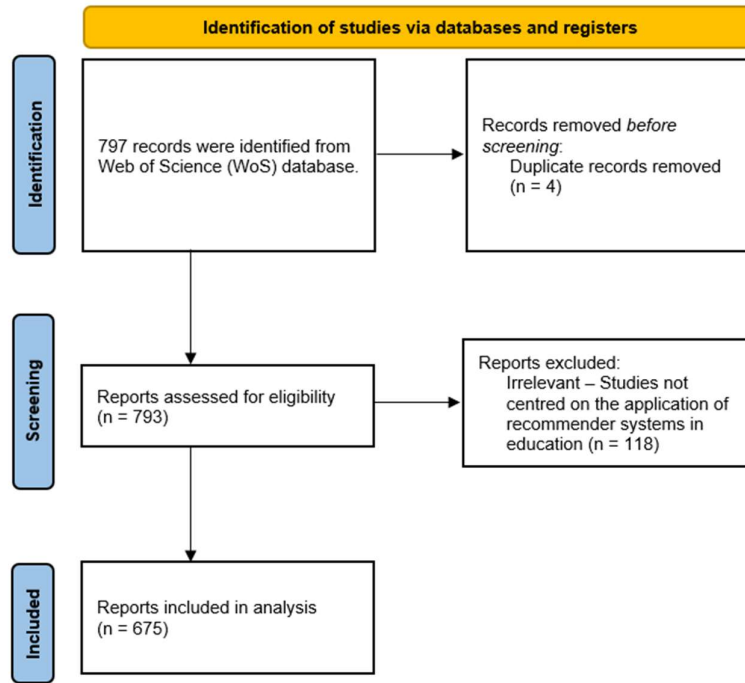 Identification of studies via databases and registers
Identification
797 records were identified from
Web of Science (WoS) database.
Records removed before
screening:
Duplicate records removed
(n = 4)
Screening
Reports assessed for eligibility
(n = 793)
Reports excluded:
Irrelevant – Studies not
centred on the application of
recommender systems in
education (n = 118)
Included
Reports included in analysis
(n = 675)